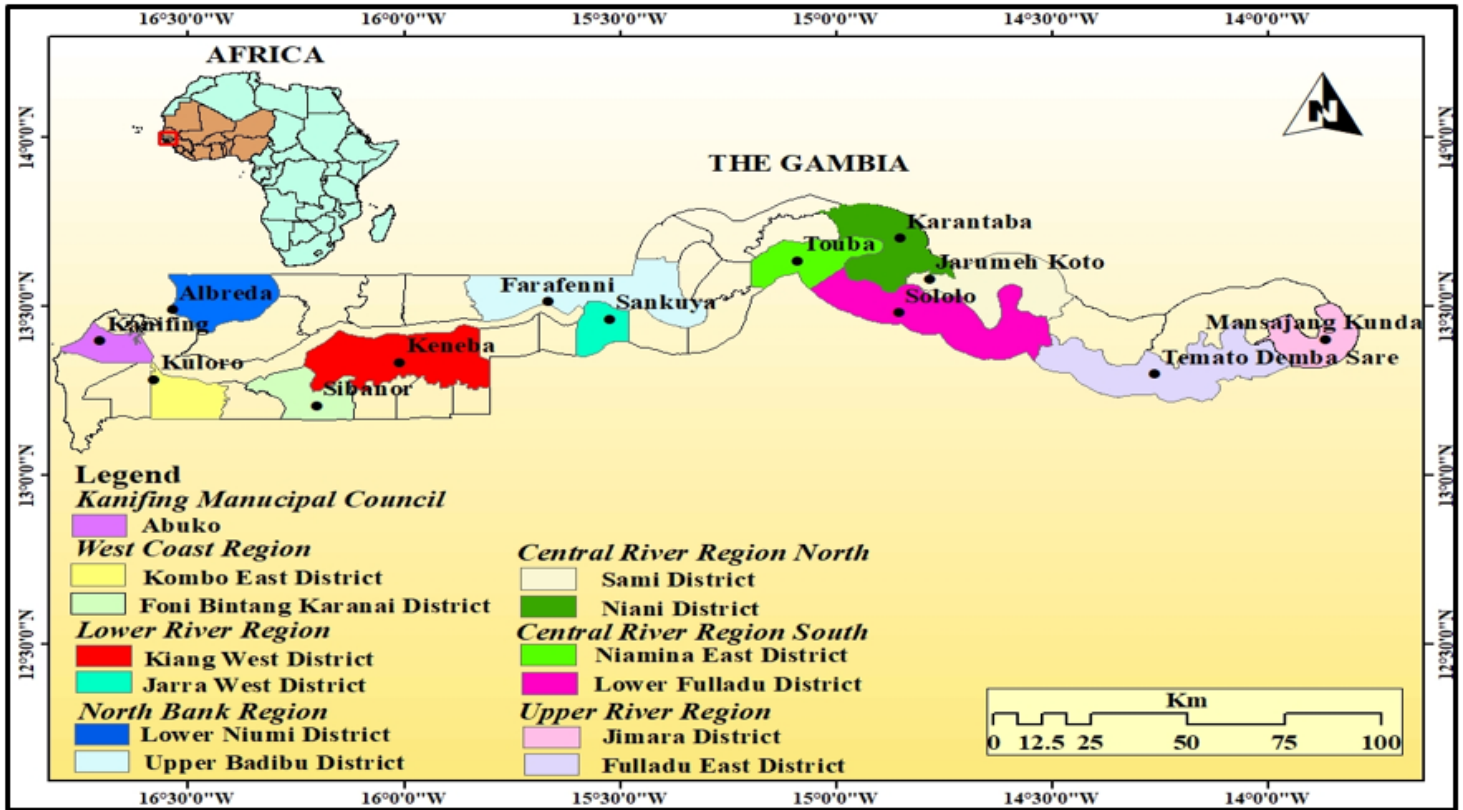 16°30'0"W 16°0'0"W 15°30'0"W 15°0'0"W 14°30'0"W 14°0'0"W
AFRICA
N
14°0'0"N 14°0'0"N
THE GAMBIA
Karantaba
Touba
Jarumeh Koto
Farafenni
Albreda
Sololo
Sankuya
13°30'0"N 13°30'0"N
Kanifing
Mansajang Kunda
Keneba
Kuloro
Temato Demba Sare
Sibanor
13°0'0"N 13°0'0"N
Legend
Kanifing Manucipal Council
Abuko
West Coast Region
Kombo East District
Foni Bintang Karanai District
Lower River Region
Kiang West District
Jarra West District
North Bank Region
Lower Niumi District
Upper Badibu District
Central River Region North
Sami District
Niani District
Central River Region South
Niamina East District
Lower Fulladu District
Upper River Region
Jimara District
Fulladu East District
12°30'0"N 12°30'0"N
Km
0 12.5 25 50 75 100
16°30'0"W 16°0'0"W 15°30'0"W 15°0'0"W 14°30'0"W 14°0'0"W